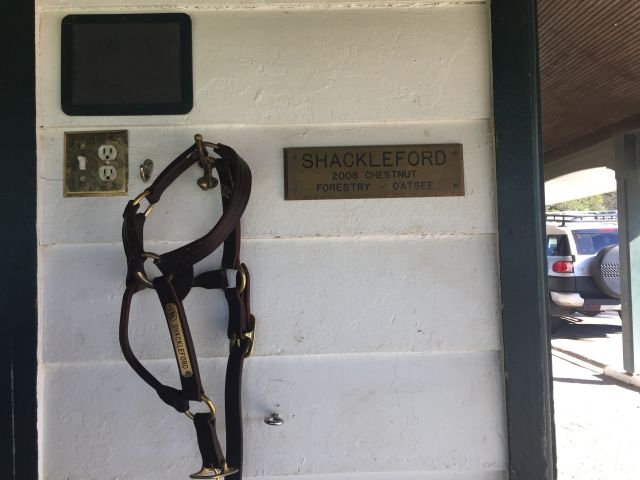 SHACKLEFORD
2008 CHESTNUT
FORESTRY - OATSEE
SHACKLEFORD